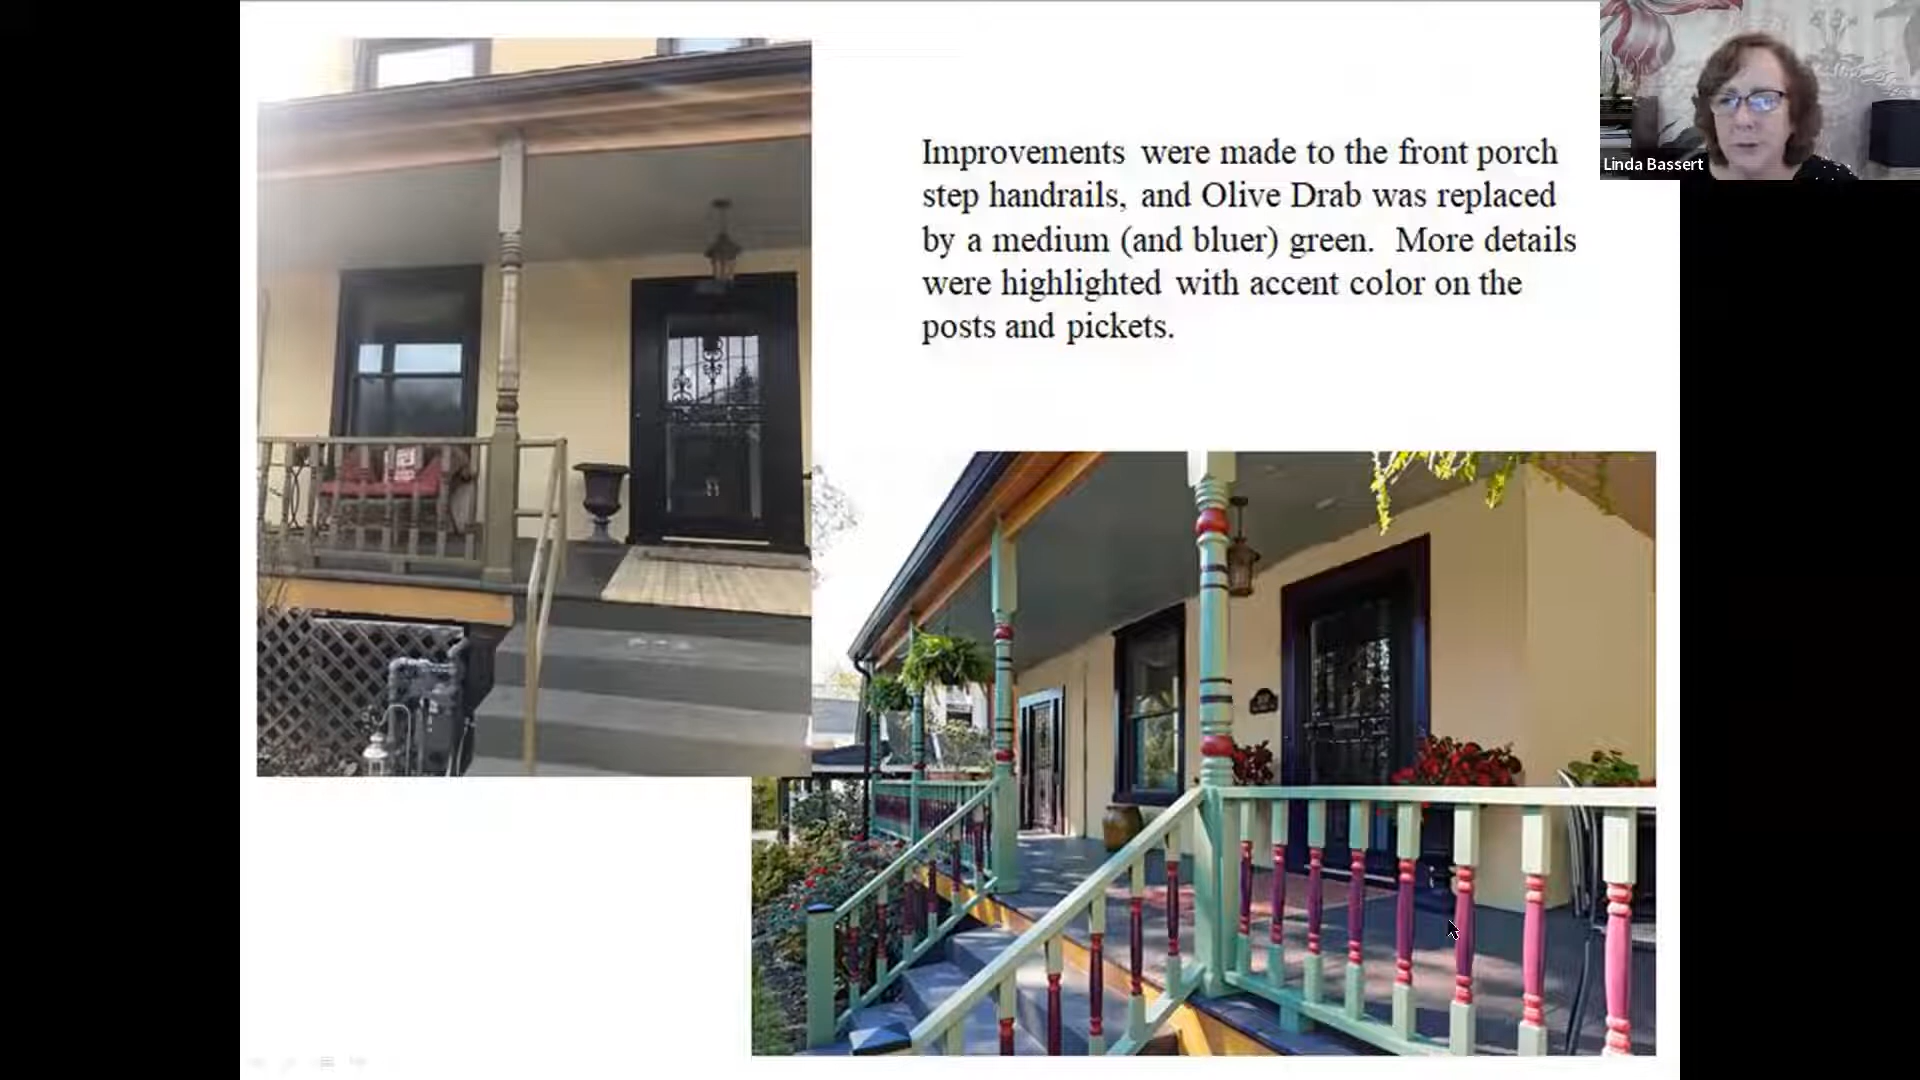 Improvements were made to the front porch
step handrails, and Olive Drab was replaced
by a medium (and bluer) green. More details
were highlighted with accent color on the
posts and pickets.
Linda Bassert